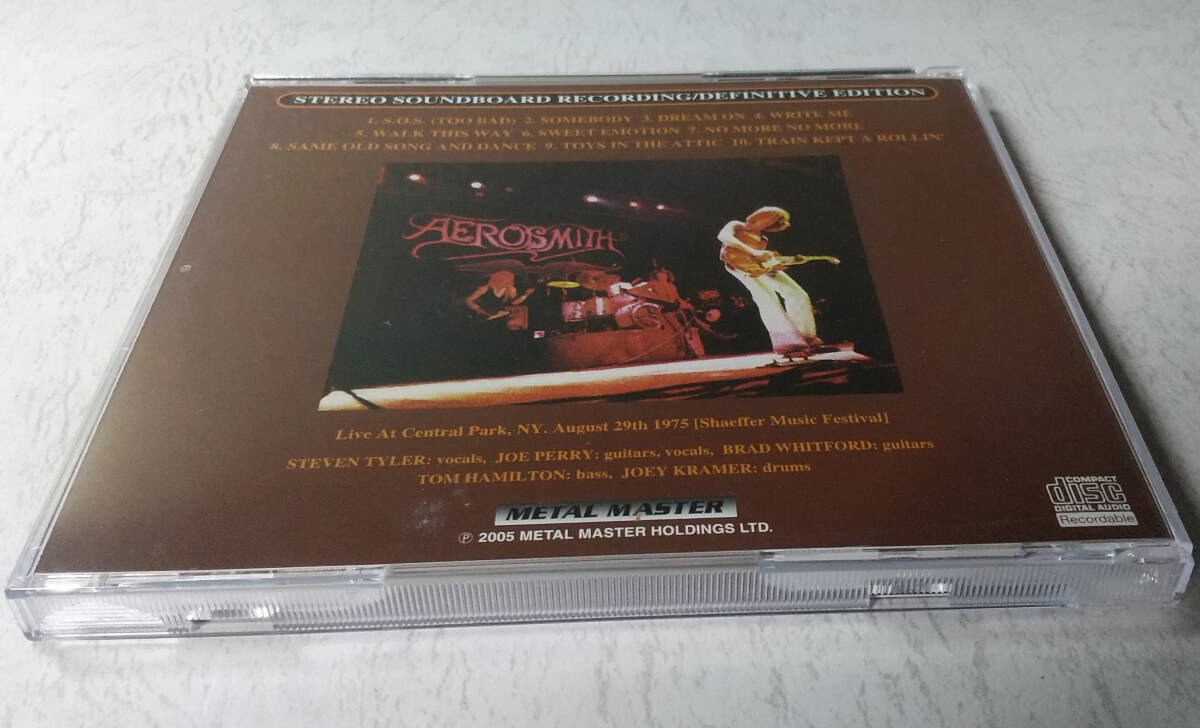 STEREO SOUNDBOARD RECORDING/DEFINITIVE EDITION
1. S.O.S. (TOO BAD) 2. SOMEBODY 3. DREAM ON 4. WRITE ME
5. WALK THIS WAY 6. SWEET EMOTION 7. NO MORE NO MORE
8. SAME OLD SONG AND DANCE 9. TOYS IN THE ATTIC 10. TRAIN KEPT A ROLLIN'
AEROSMITH
Live At Central Park, NY. August 29th 1975 [Shaeffer Music Festival]
STEVEN TYLER: vocals, JOE PERRY: guitars, vocals, BRAD WHITFORD: guitars
TOM HAMILTON: bass, JOEY KRAMER: drums
METAL MASTER
℗ 2005 METAL MASTER HOLDINGS LTD.
COMPACT
disc
DIGITAL AUDIO
Recordable